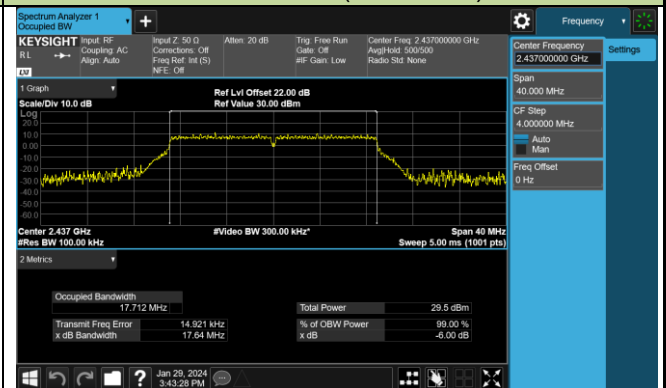 Spectrum Analyzer 1
Occupied BW
+
Frequency
KEYSIGHT
RL
LXI
Input: RF
Coupling: AC
Align: Auto
Input Z: 50 Ω
Corrections: Off
Freq Ref: Int (S)
NFE: Off
Atten: 20 dB
Trig: Free Run
Gate: Off
#IF Gain: Low
Center Freq: 2.437000000 GHz
Avg|Hold: 500/500
Radio Std: None
Center Frequency
2.437000000 GHz
Settings
Span
40.000 MHz
CF Step
4.000000 MHz
Auto
Man
Freq Offset
0 Hz
1 Graph
Scale/Div 10.0 dB
Ref Lvl Offset 22.00 dB
Ref Value 30.00 dBm
Log
20.0
10.0
0.00
-10.0
-20.0
-30.0
-40.0
-50.0
-60.0
Center 2.437 GHz
#Res BW 100.00 kHz
#Video BW 300.00 kHz*
Span 40 MHz
Sweep 5.00 ms (1001 pts)
2 Metrics
Occupied Bandwidth
17.712 MHz
Total Power 29.5 dBm
Transmit Freq Error 14.921 kHz
% of OBW Power 99.00 %
x dB Bandwidth 17.64 MHz
x dB -6.00 dB
?
Jan 29, 2024
3:43:28 PM